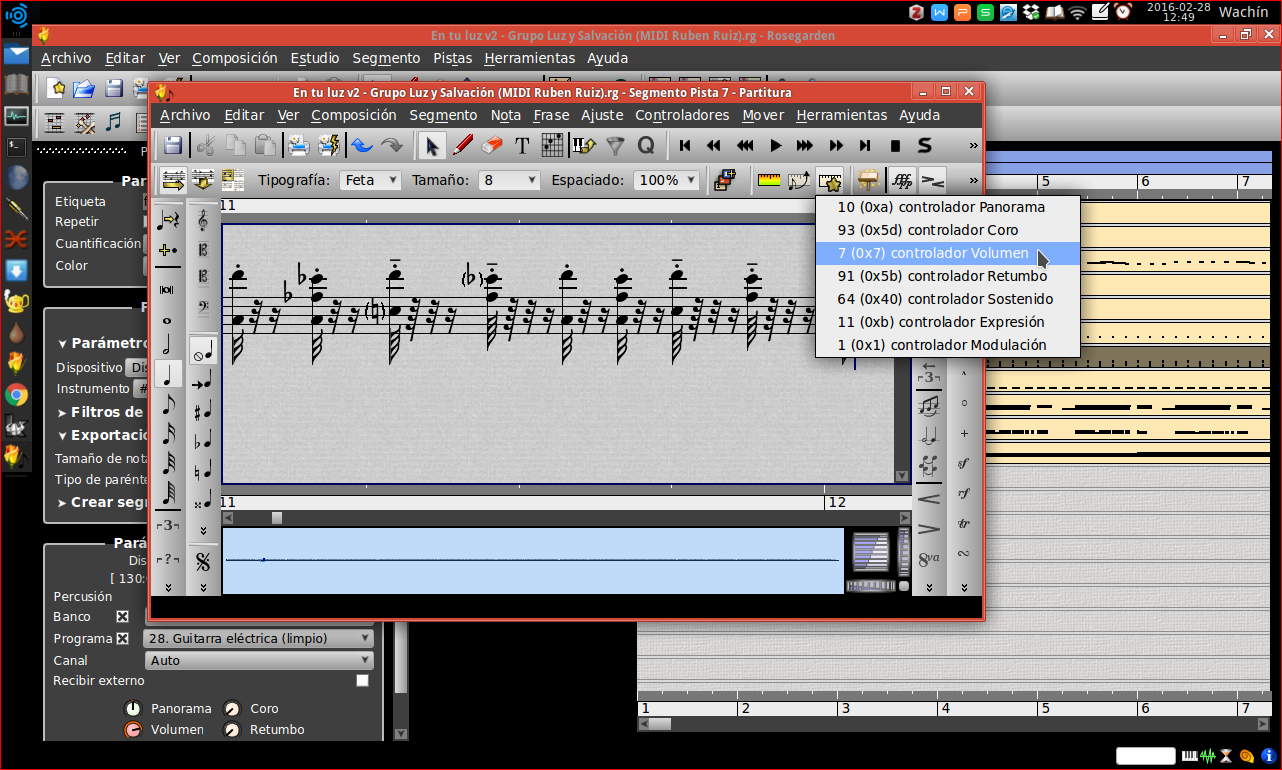 2016-02-28
12:49
Wachín
En tu luz v2 - Grupo Luz y Salvación (MIDI Ruben Ruiz).rg - Rosegarden
Archivo Editar Ver Composición Estudio Segmento Pistas Herramientas Ayuda
En tu luz v2 - Grupo Luz y Salvación (MIDI Ruben Ruiz).rg - Segmento Pista 7 - Partitura
Archivo Editar Ver Composición Segmento Nota Frase Ajuste Controladores Mover Herramientas Ayuda
Tipografía: Feta Tamaño: 8 Espaciado: 100%
10 (0xa) controlador Panorama
93 (0x5d) controlador Coro
7 (0x7) controlador Volumen
91 (0x5b) controlador Retumbo
64 (0x40) controlador Sostenido
11 (0xb) controlador Expresión
1 (0x1) controlador Modulación
11
11 12
5 6 7
Etiqueta
Repetir
Cuantificación
Color
Parámetro
Dispositivo Dis
Instrumento #
Filtros de
Exportacio
Tamaño de nota
Tipo de parénte
Crear segm
Pará
Dis
[ 130:
Percusión
Banco
Programa 28. Guitarra eléctrica (limpio)
Canal Auto
Recibir externo
Panorama Coro
Volumen Retumbo
1 2 3 4 5 6 7